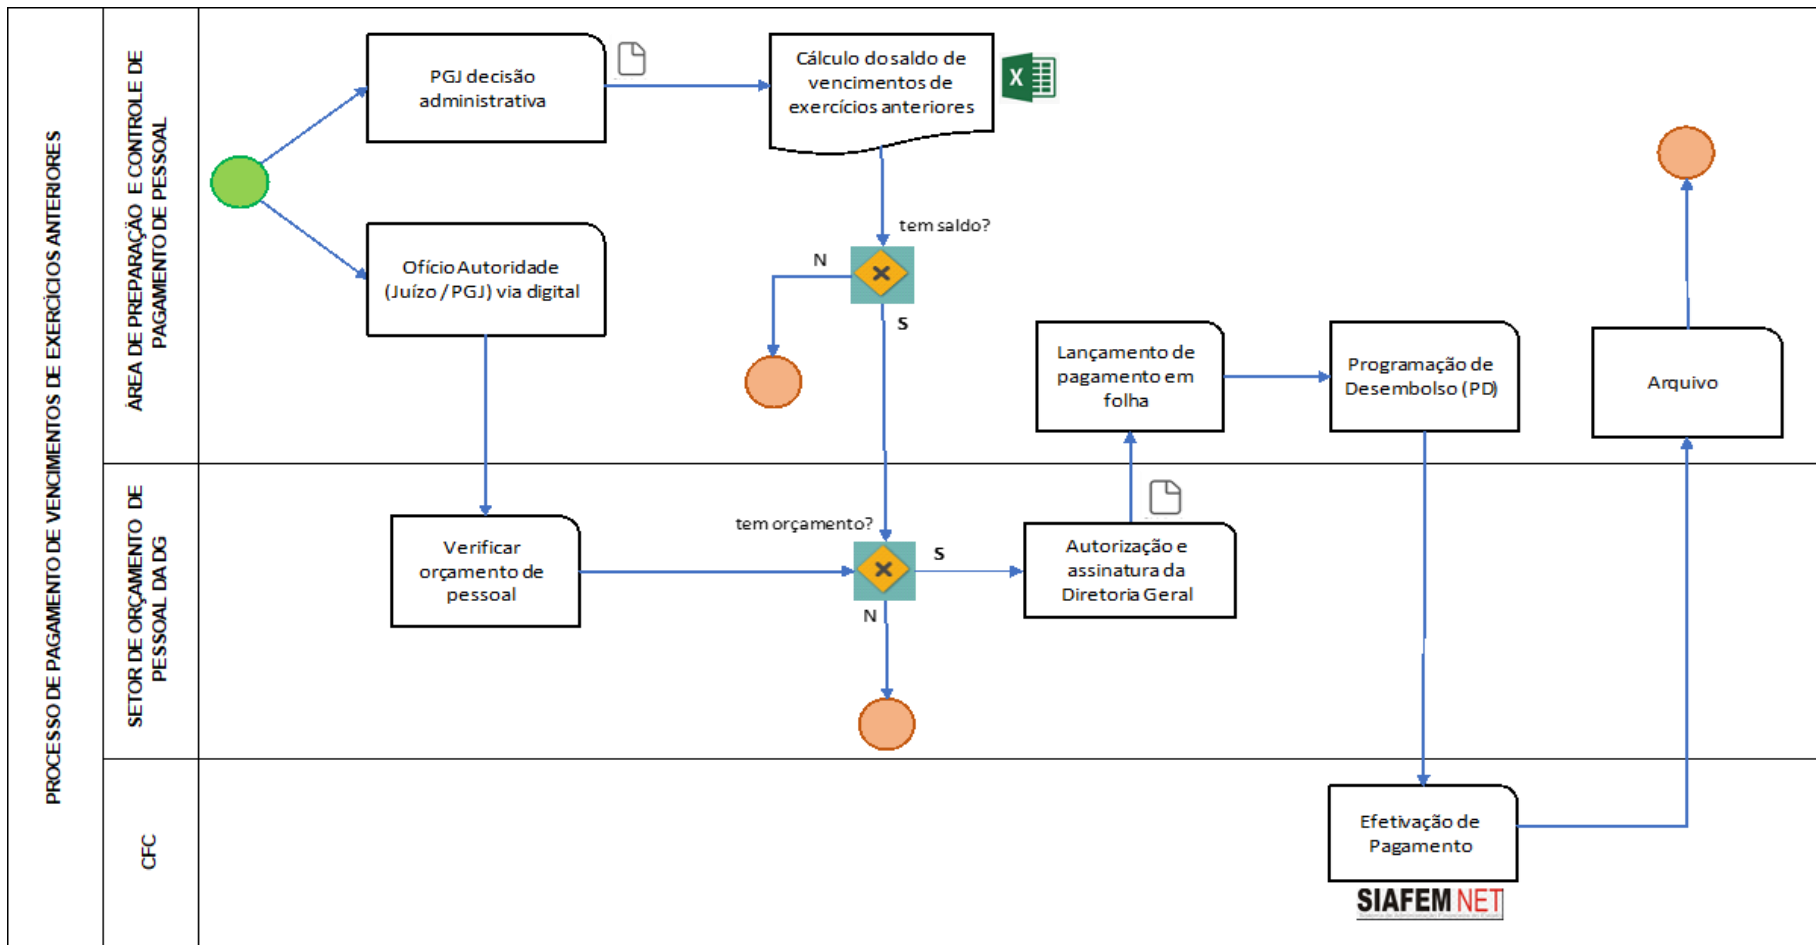 PROCESSO DE PAGAMENTO DE VENCIMENTOS DE EXERCÍCIOS ANTERIORES
ÁREA DE PREPARAÇÃO E CONTROLE DE
PAGAMENTO DE PESSOAL
PGJ decisão
administrativa
Cálculo do saldo de
vencimentos de
exercícios anteriores
X
Ofício Autoridade
(Juízo / PGJ) via digital
tem saldo?
N
S
Lançamento de
pagamento em
folha
Programação de
Desembolso (PD)
Arquivo
SETOR DE ORÇAMENTO DE
PESSOAL DA DG
Verificar
orçamento de
pessoal
tem orçamento?
S
N
Autorização e
assinatura da
Diretoria Geral
CFC
Efetivação de
Pagamento
SIAFEM NET